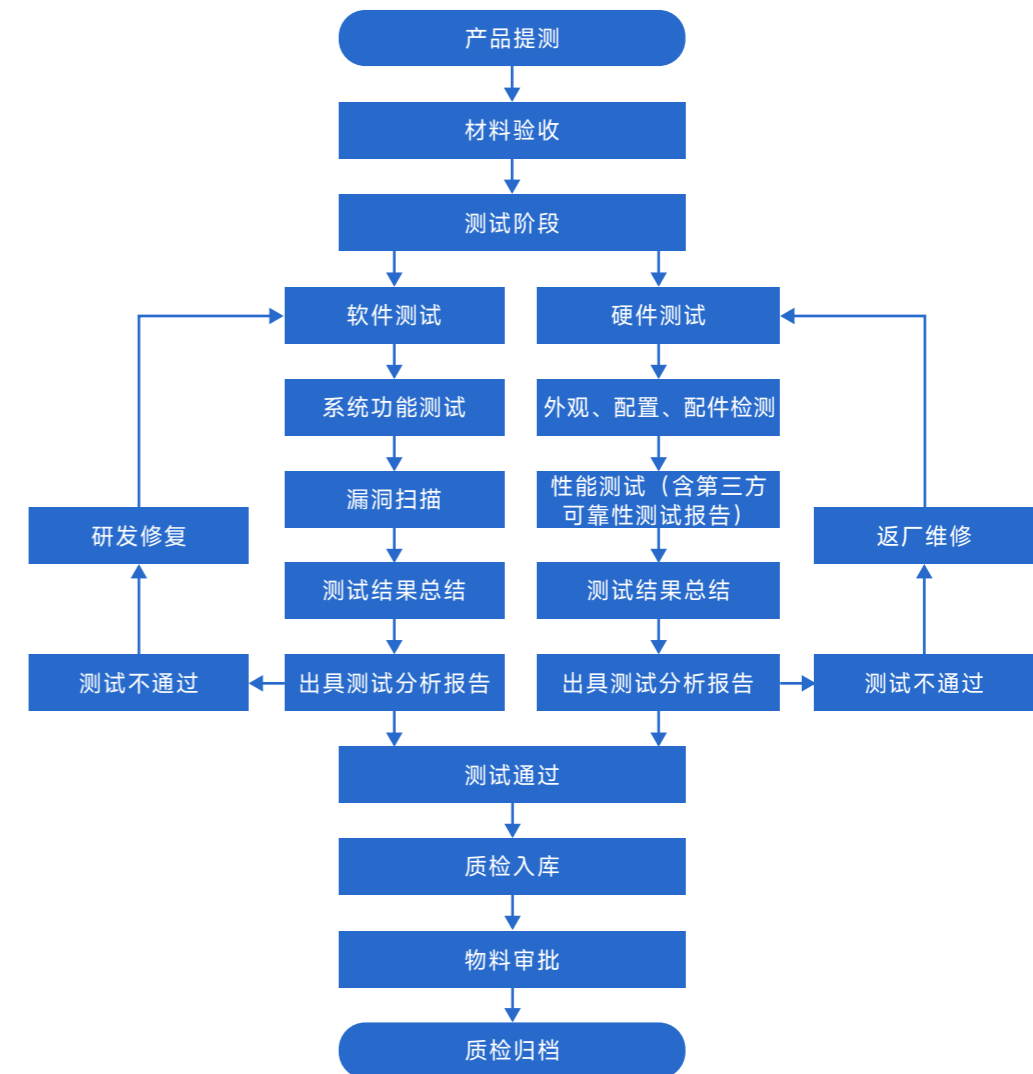 产品提测
材料验收
测试阶段
软件测试
硬件测试
系统功能测试
外观、配置、配件检测
漏洞扫描
性能测试（含第三方
可靠性测试报告）
研发修复
返厂维修
测试结果总结
测试结果总结
测试不通过
出具测试分析报告
出具测试分析报告
测试不通过
测试通过
质检入库
物料审批
质检归档